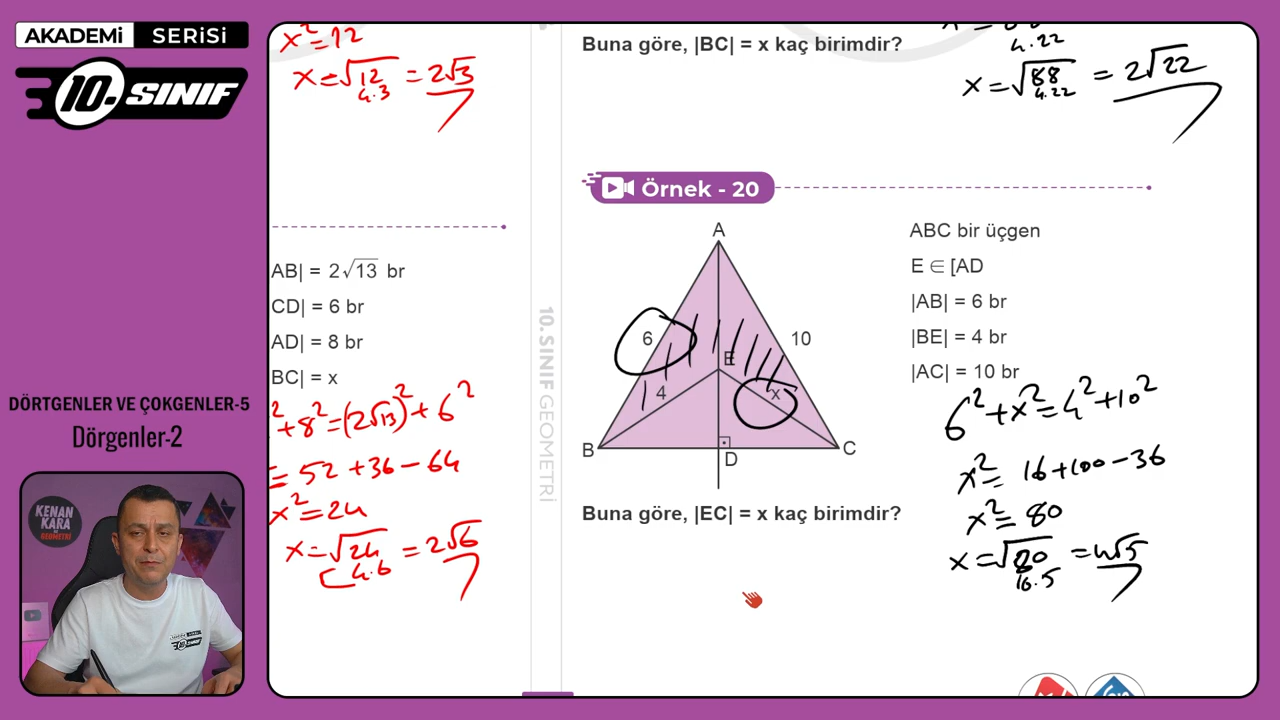 AKADEMİ SERİSİ
10. SINIF
DÖRTGENLER VE ÇOKGENLER-5
Dörgenler-2
KENAN
KARA
GEOMETRİ
10.SINIF
x²=12
x=√12 = 2√3
4.3
AB| = 2√13 br
CD| = 6 br
AD| = 8 br
BC| = x
²+8²=(2√13)²+6²
= 52+36-64
x²=24
x=√24 = 2√6
4.6
10. SINIF GEOMETRİ
Buna göre, |BC| = x kaç birimdir?
4.22
x=√88 = 2√22
4.22
Örnek - 20
A
6
10
E
4
x
B
D
C
ABC bir üçgen
E ∈ [AD
|AB| = 6 br
|BE| = 4 br
|AC| = 10 br
6²+x²=4²+10²
x²= 16+100-36
x²= 80
x=√80 =4√5
16.5
Buna göre, |EC| = x kaç birimdir?